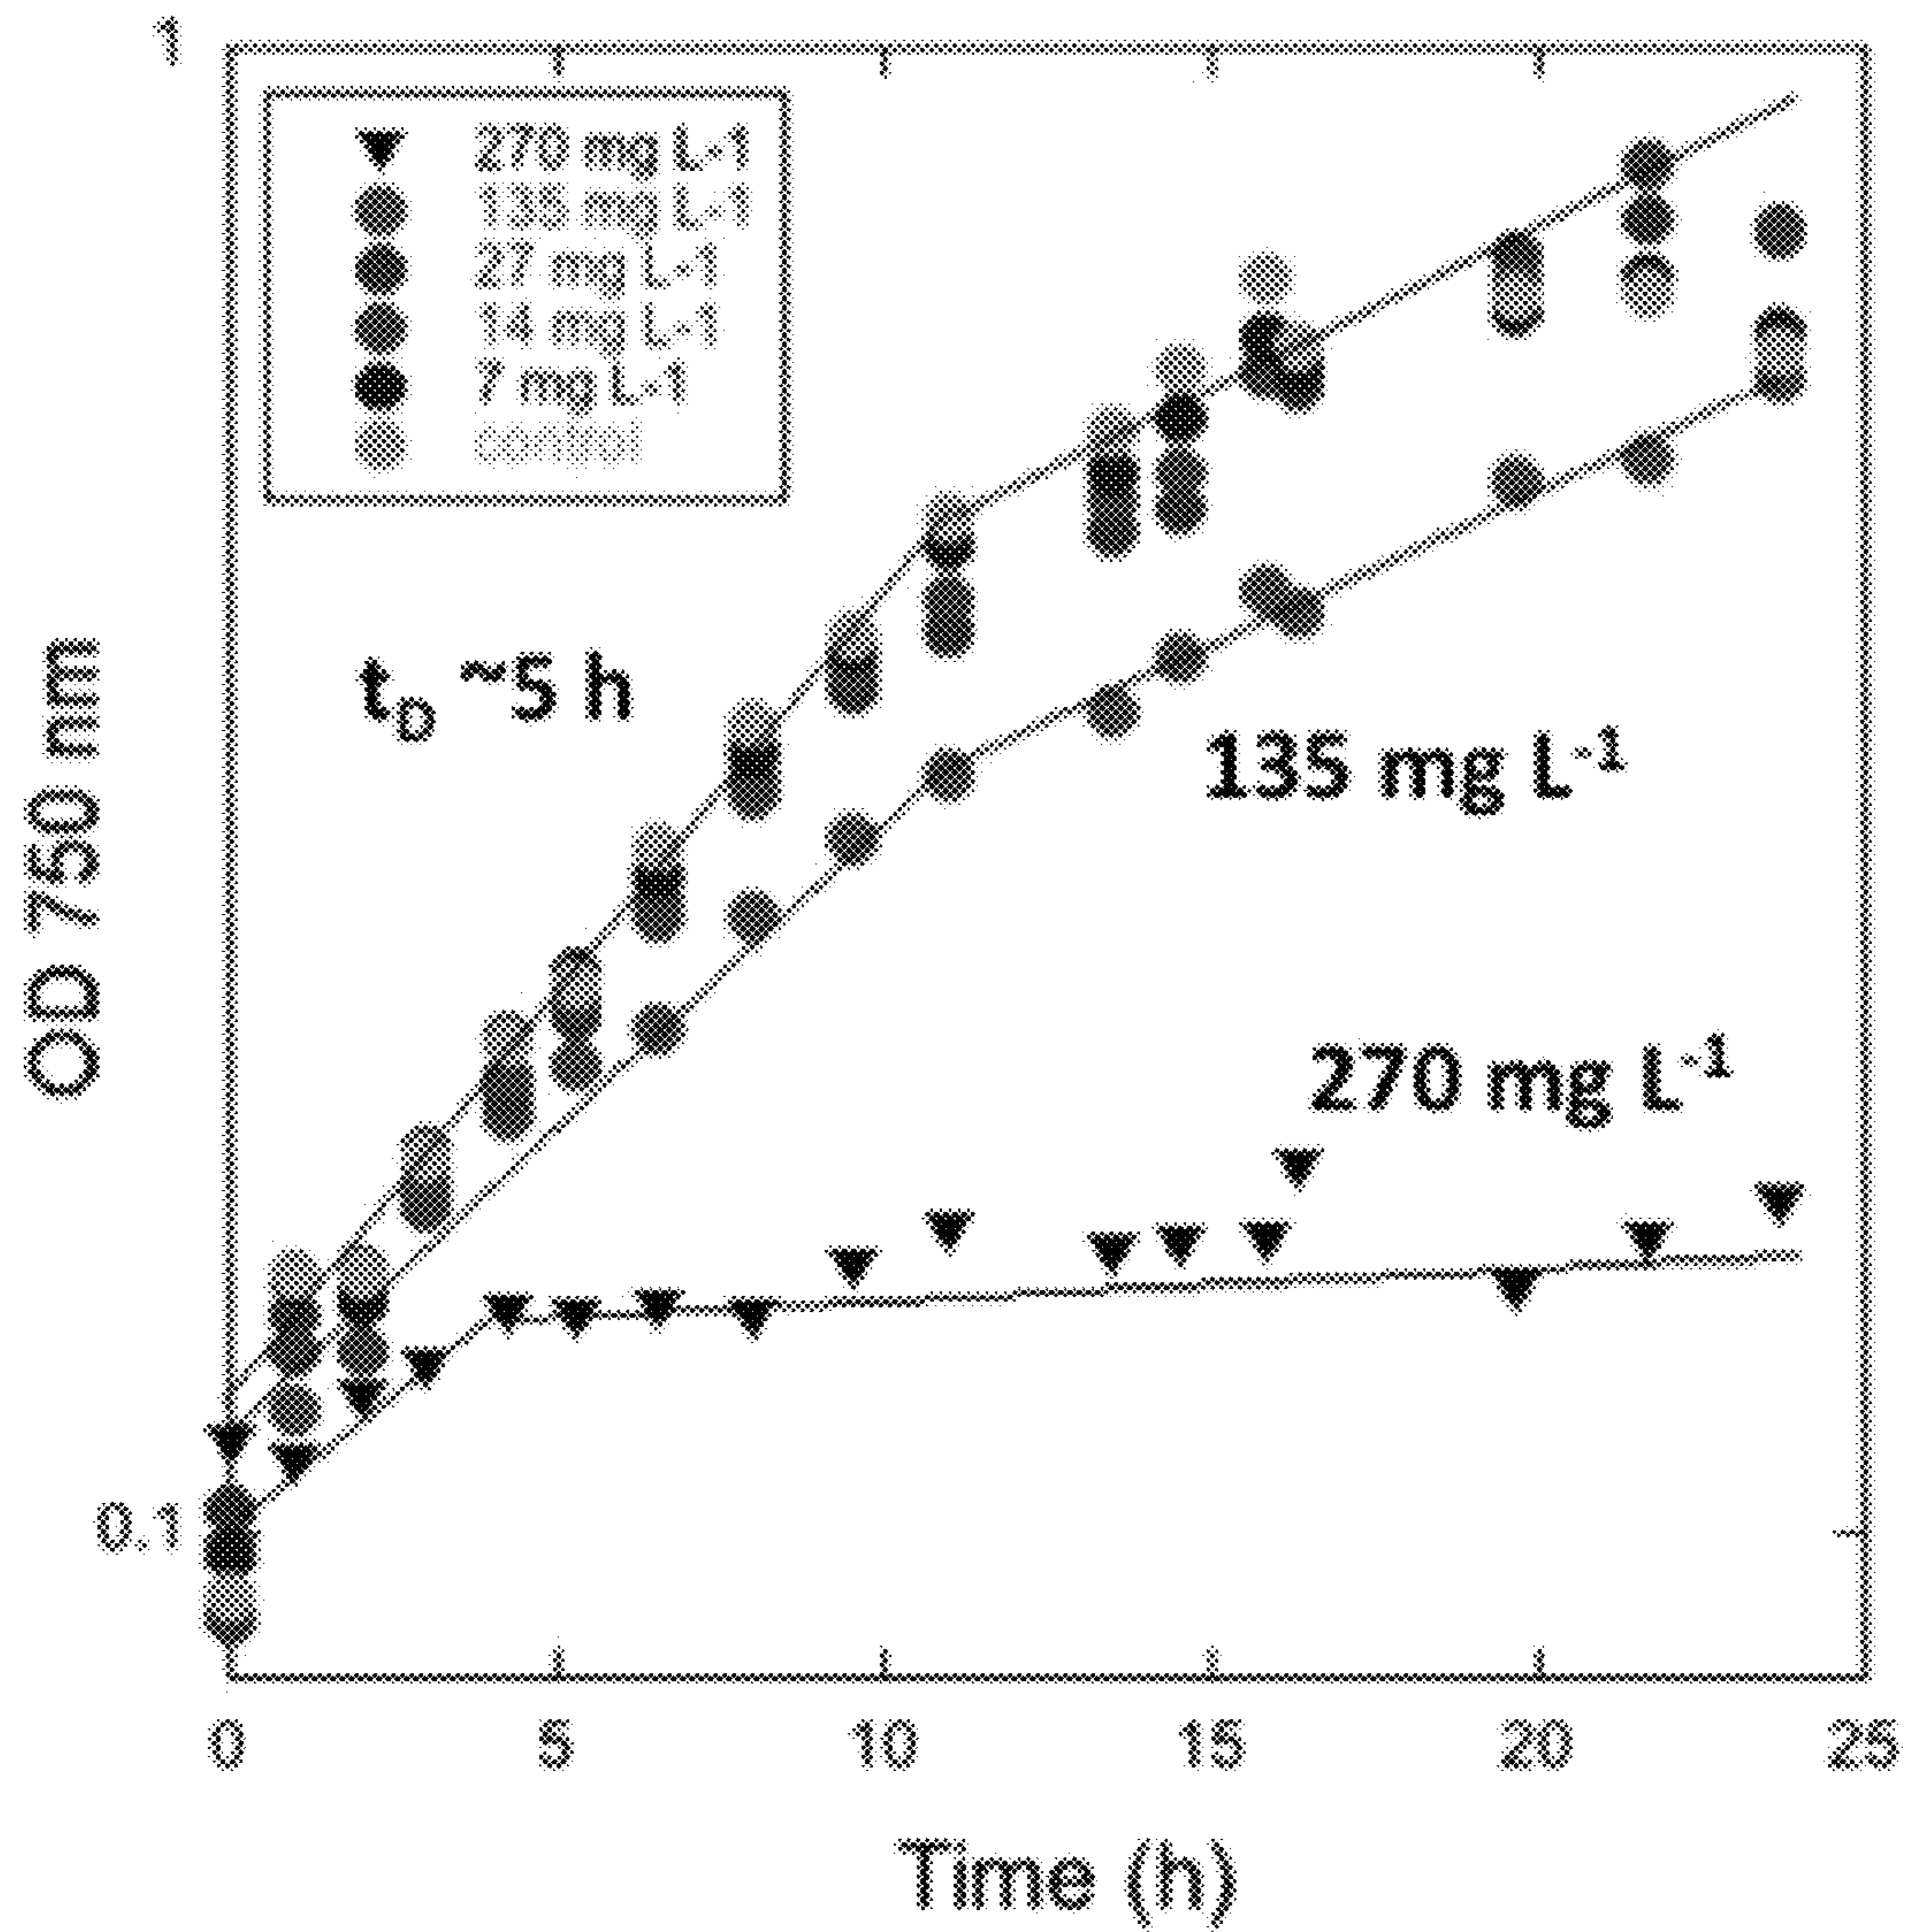 1
270 mg L-1
135 mg L-1
27 mg L-1
14 mg L-1
7 mg L-1
control
tD ~5 h
135 mg L-1
270 mg L-1
OD 750 nm
0.1
0 5 10 15 20 25
Time (h)